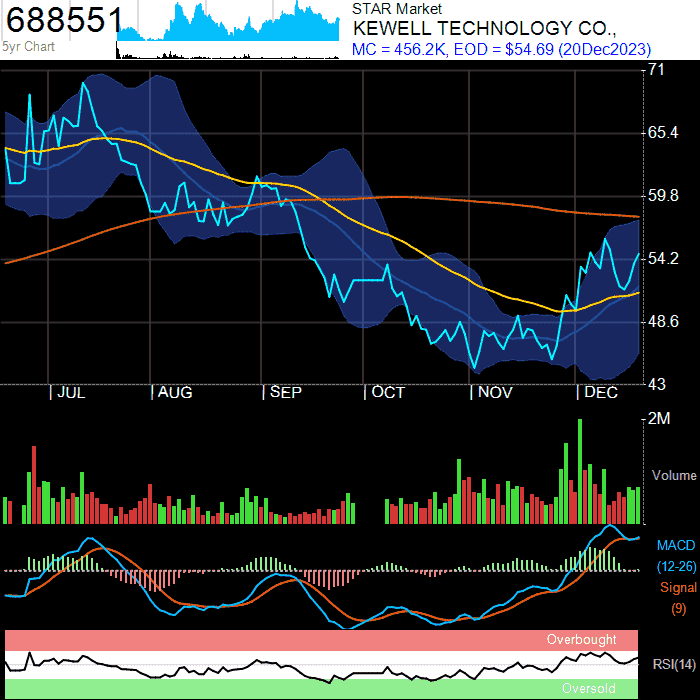 688551
5yr Chart
STAR Market
KEWELL TECHNOLOGY CO.,
MC = 456.2K, EOD = $54.69 (20Dec2023)
71
65.4
59.8
54.2
48.6
43
JUL AUG SEP OCT NOV DEC
2M
Volume
MACD
(12-26)
Signal
(9)
Overbought
RSI(14)
Oversold